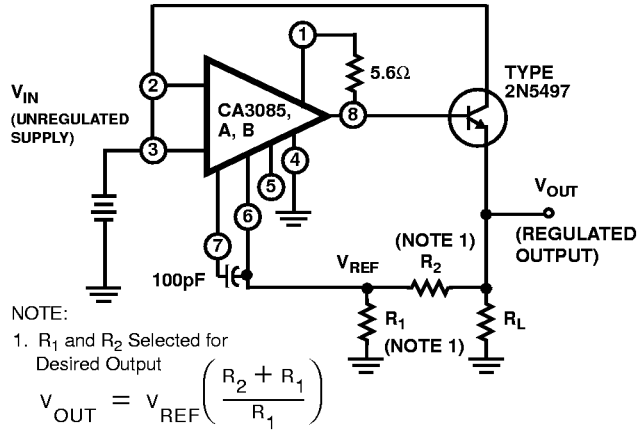 1
5.6Ω
TYPE
2N5497
V_IN
(UNREGULATED
SUPPLY)
2
3
CA3085,
A, B
8
4
5
6
7
100pF
V_REF
(NOTE 1)
R_2
V_OUT
(REGULATED
OUTPUT)
R_1
(NOTE 1)
R_L
NOTE:
1. R_1 and R_2 Selected for
Desired Output
V_OUT = V_REF((R_2 + R_1)/R_1)